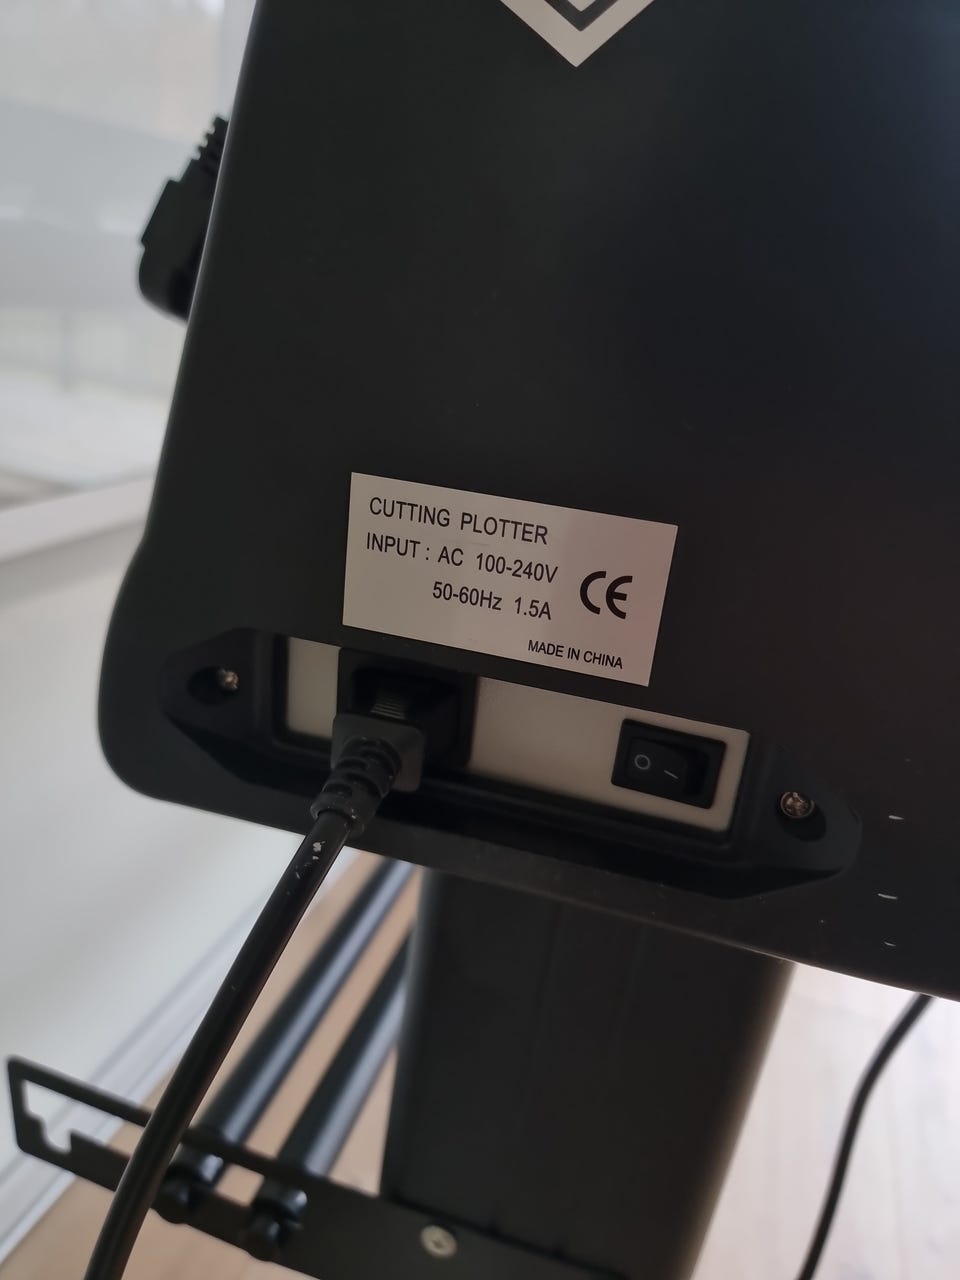 CUTTING PLOTTER
INPUT : AC 100-240V
50-60Hz 1.5A
CE
MADE IN CHINA
O I